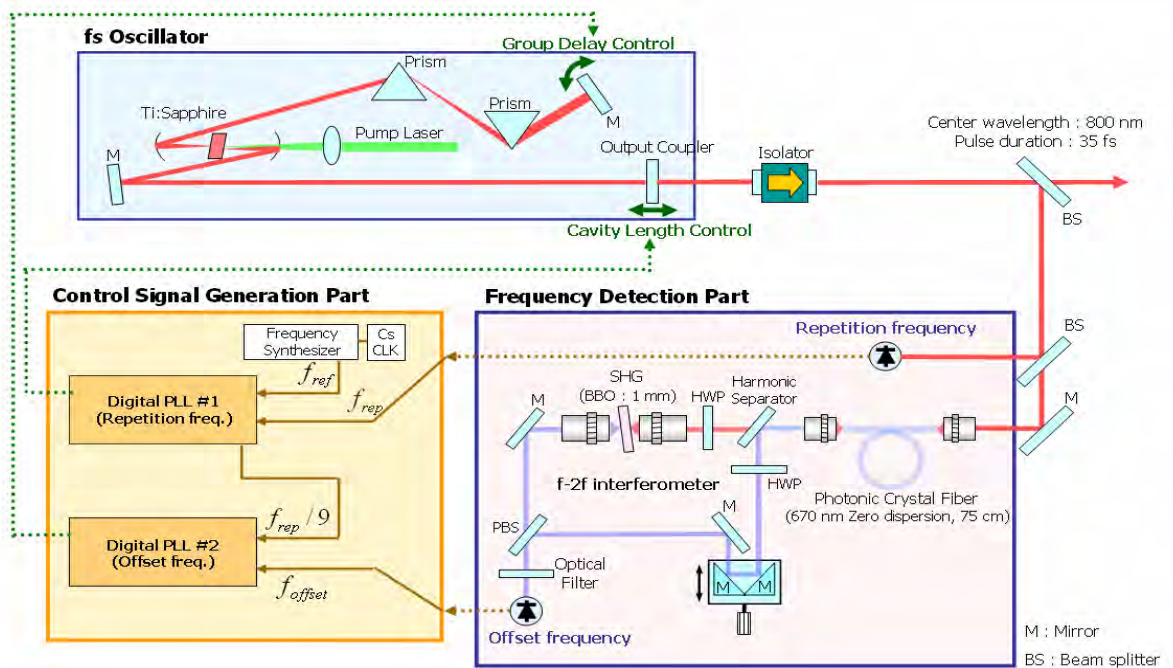 fs Oscillator
Group Delay Control
Prism
Prism
Ti:Sapphire
Pump Laser
M
M
Output Coupler
Cavity Length Control
Isolator
Center wavelength : 800 nm
Pulse duration : 35 fs
BS
Control Signal Generation Part
Frequency
Synthesizer
Cs
CLK
f_ref
f_rep
Digital PLL #1
(Repetition freq.)
f_rep / 9
Digital PLL #2
(Offset freq.)
f_offset
Frequency Detection Part
Repetition frequency
BS
SHG
(BBO : 1 mm)
HWP
Harmonic
Separator
M
M
f-2f interferometer
HWP
Photonic Crystal Fiber
(670 nm Zero dispersion, 75 cm)
PBS
M
Optical
Filter
M
M
Offset frequency
M : Mirror
BS : Beam splitter